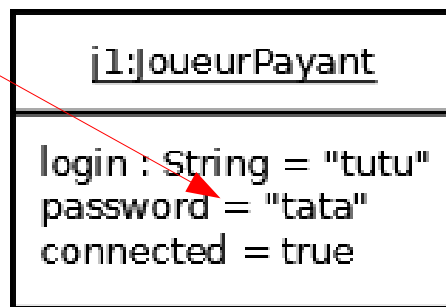 j1:JoueurPayant
login : String = "tutu"
password = "tata"
connected = true